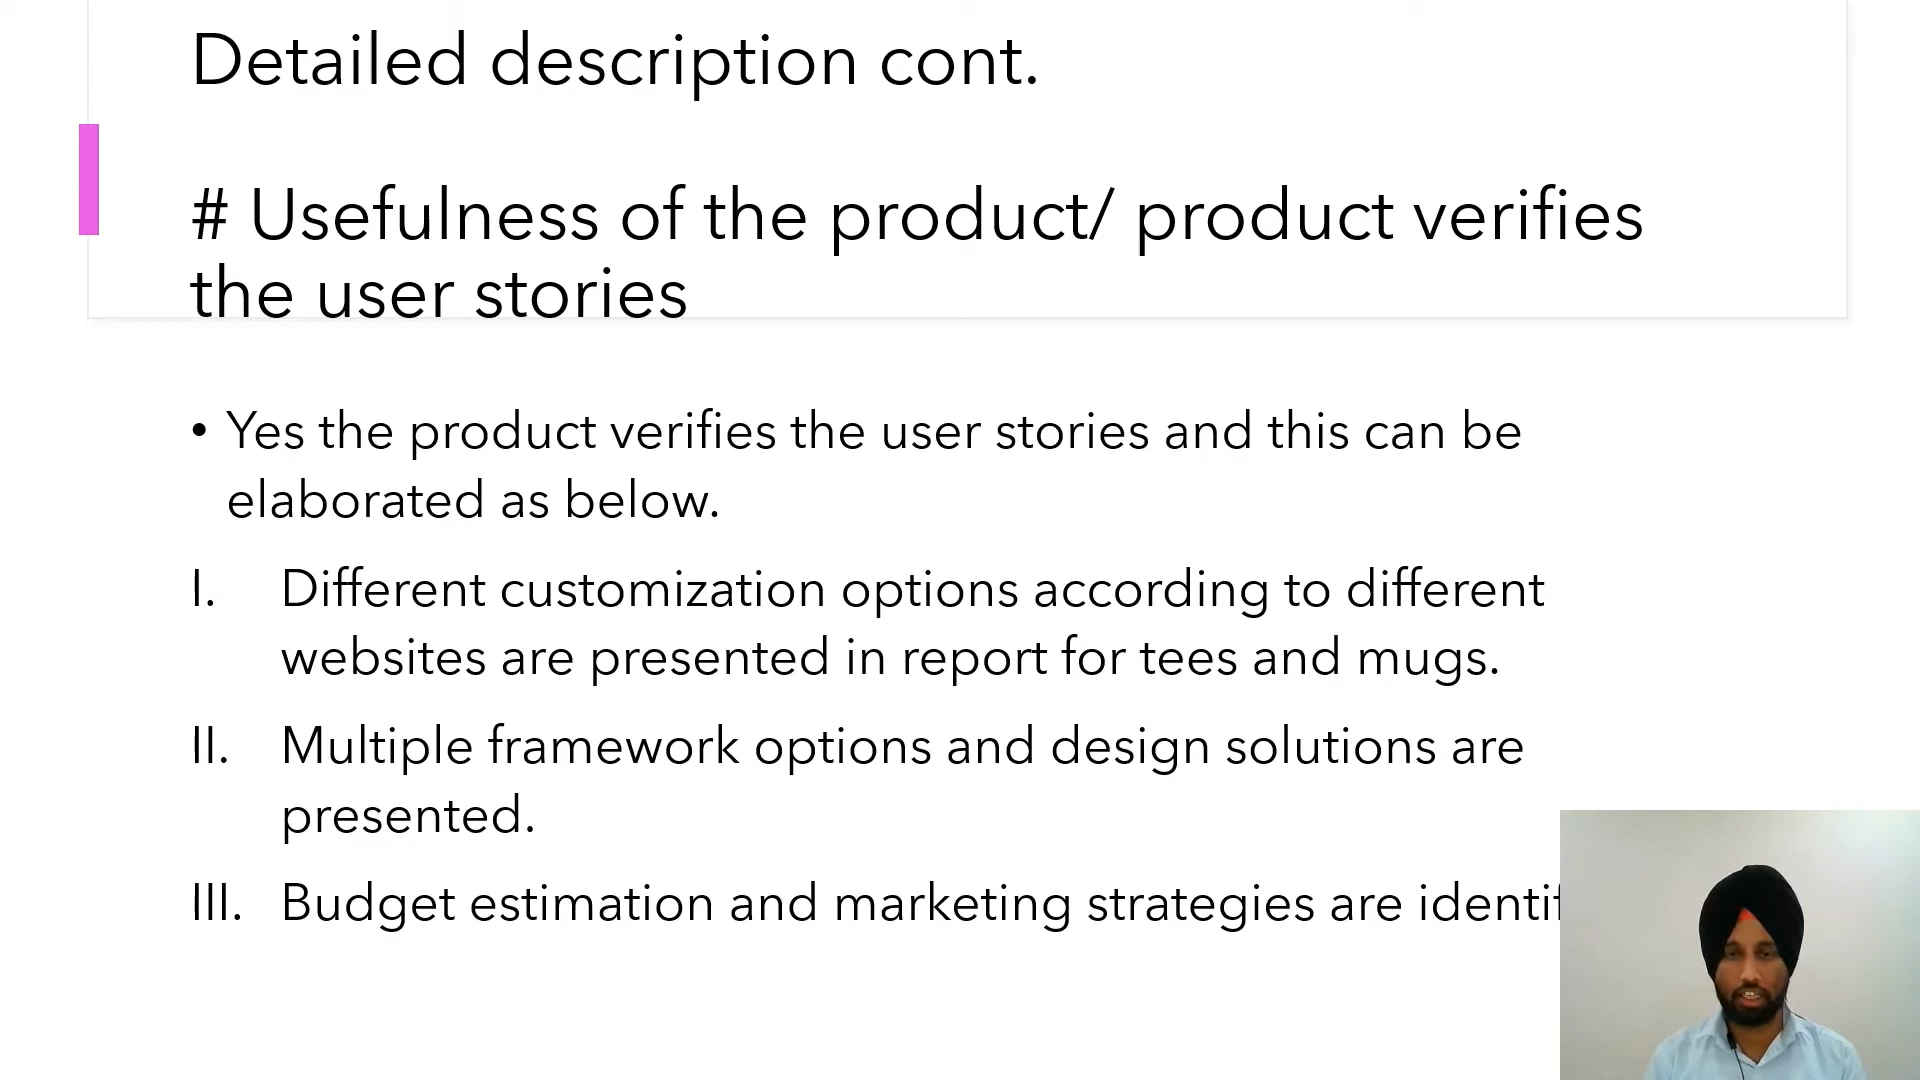 Detailed description cont.
# Usefulness of the product/ product verifies
the user stories
• Yes the product verifies the user stories and this can be
elaborated as below.
I. Different customization options according to different
websites are presented in report for tees and mugs.
II. Multiple framework options and design solutions are
presented.
III. Budget estimation and marketing strategies are